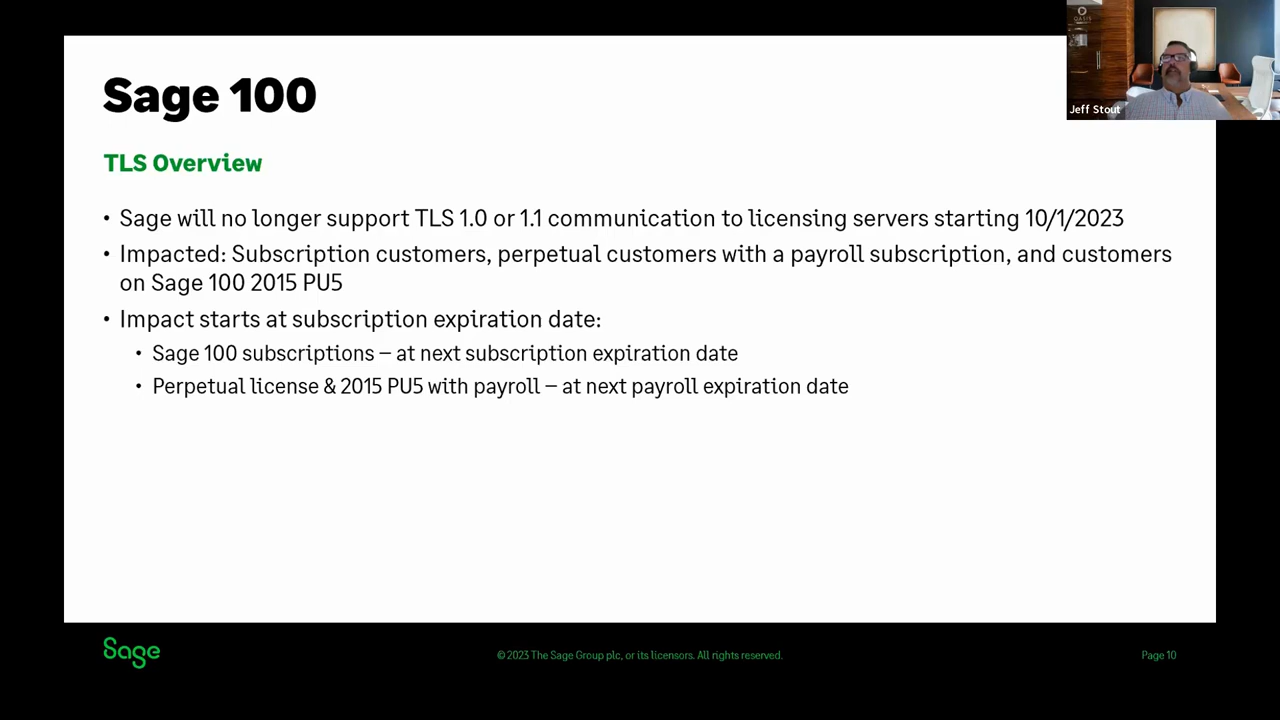 Sage 100
OASIS
Jeff Stout
TLS Overview
• Sage will no longer support TLS 1.0 or 1.1 communication to licensing servers starting 10/1/2023
• Impacted: Subscription customers, perpetual customers with a payroll subscription, and customers
on Sage 100 2015 PU5
• Impact starts at subscription expiration date:
• Sage 100 subscriptions – at next subscription expiration date
• Perpetual license & 2015 PU5 with payroll – at next payroll expiration date
Sage
© 2023 The Sage Group plc, or its licensors. All rights reserved.
Page 10